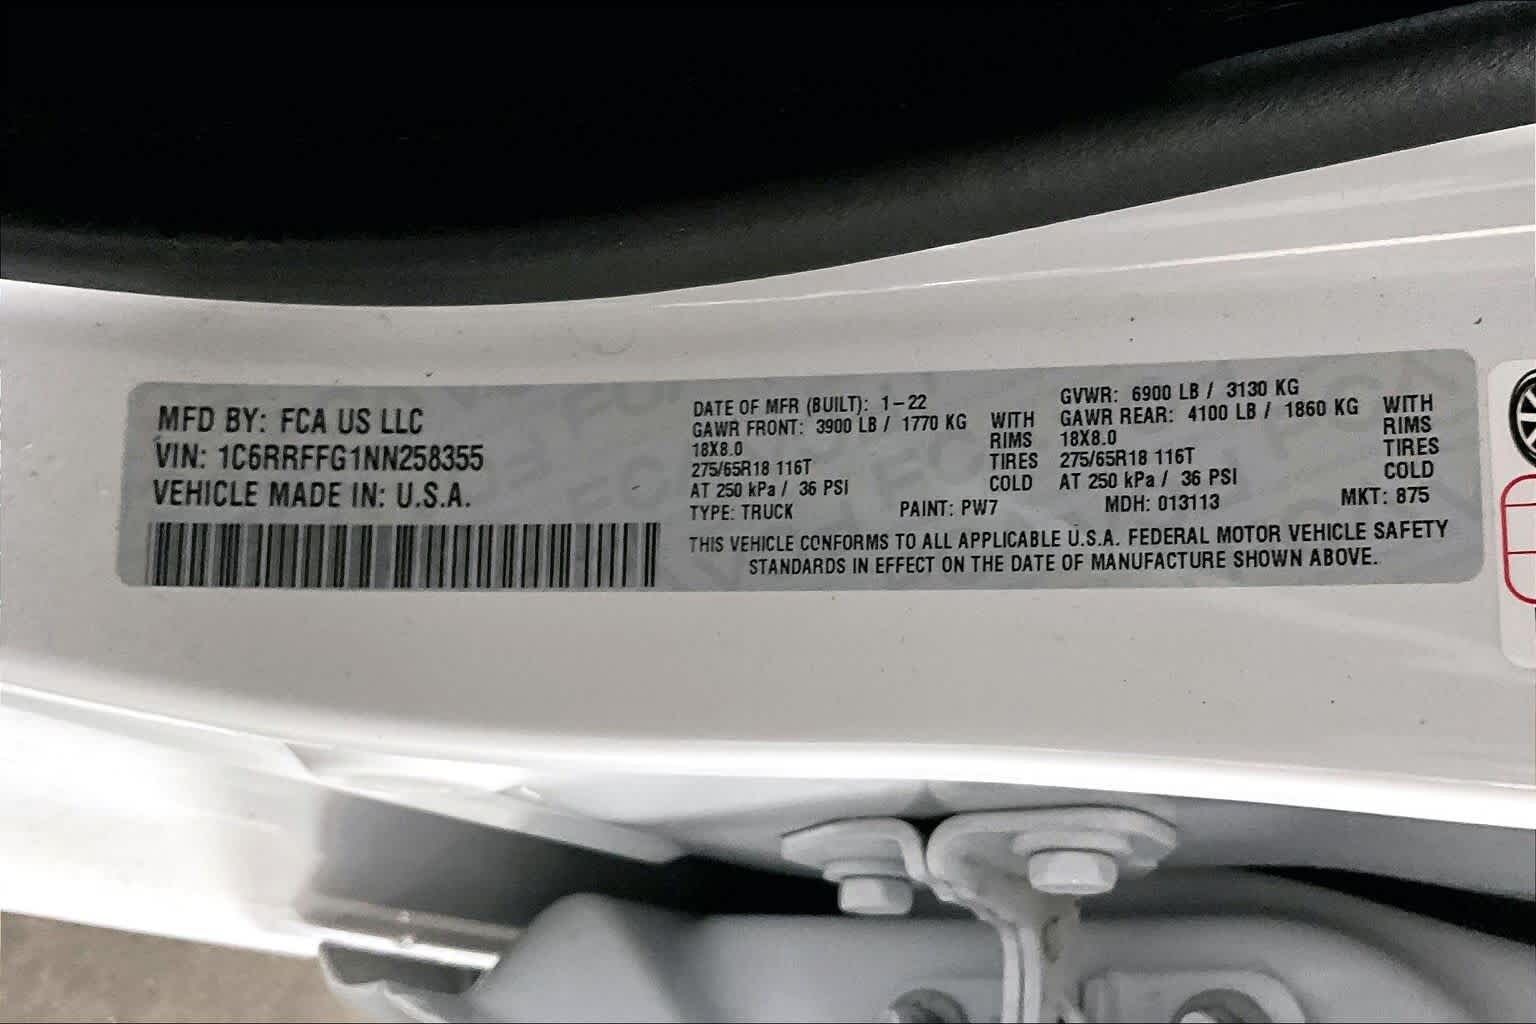 MFD BY: FCA US LLC
VIN: 1C6RRFFG1NN258355
VEHICLE MADE IN: U.S.A.
DATE OF MFR (BUILT): 1-22
GAWR FRONT: 3900 LB / 1770 KG WITH
18X8.0 RIMS
275/65R18 116T TIRES
AT 250 kPa / 36 PSI COLD
GVWR: 6900 LB / 3130 KG
GAWR REAR: 4100 LB / 1860 KG WITH
18X8.0 RIMS
275/65R18 116T TIRES
AT 250 kPa / 36 PSI COLD
TYPE: TRUCK PAINT: PW7 MDH: 013113 MKT: 875
THIS VEHICLE CONFORMS TO ALL APPLICABLE U.S.A. FEDERAL MOTOR VEHICLE SAFETY
STANDARDS IN EFFECT ON THE DATE OF MANUFACTURE SHOWN ABOVE.